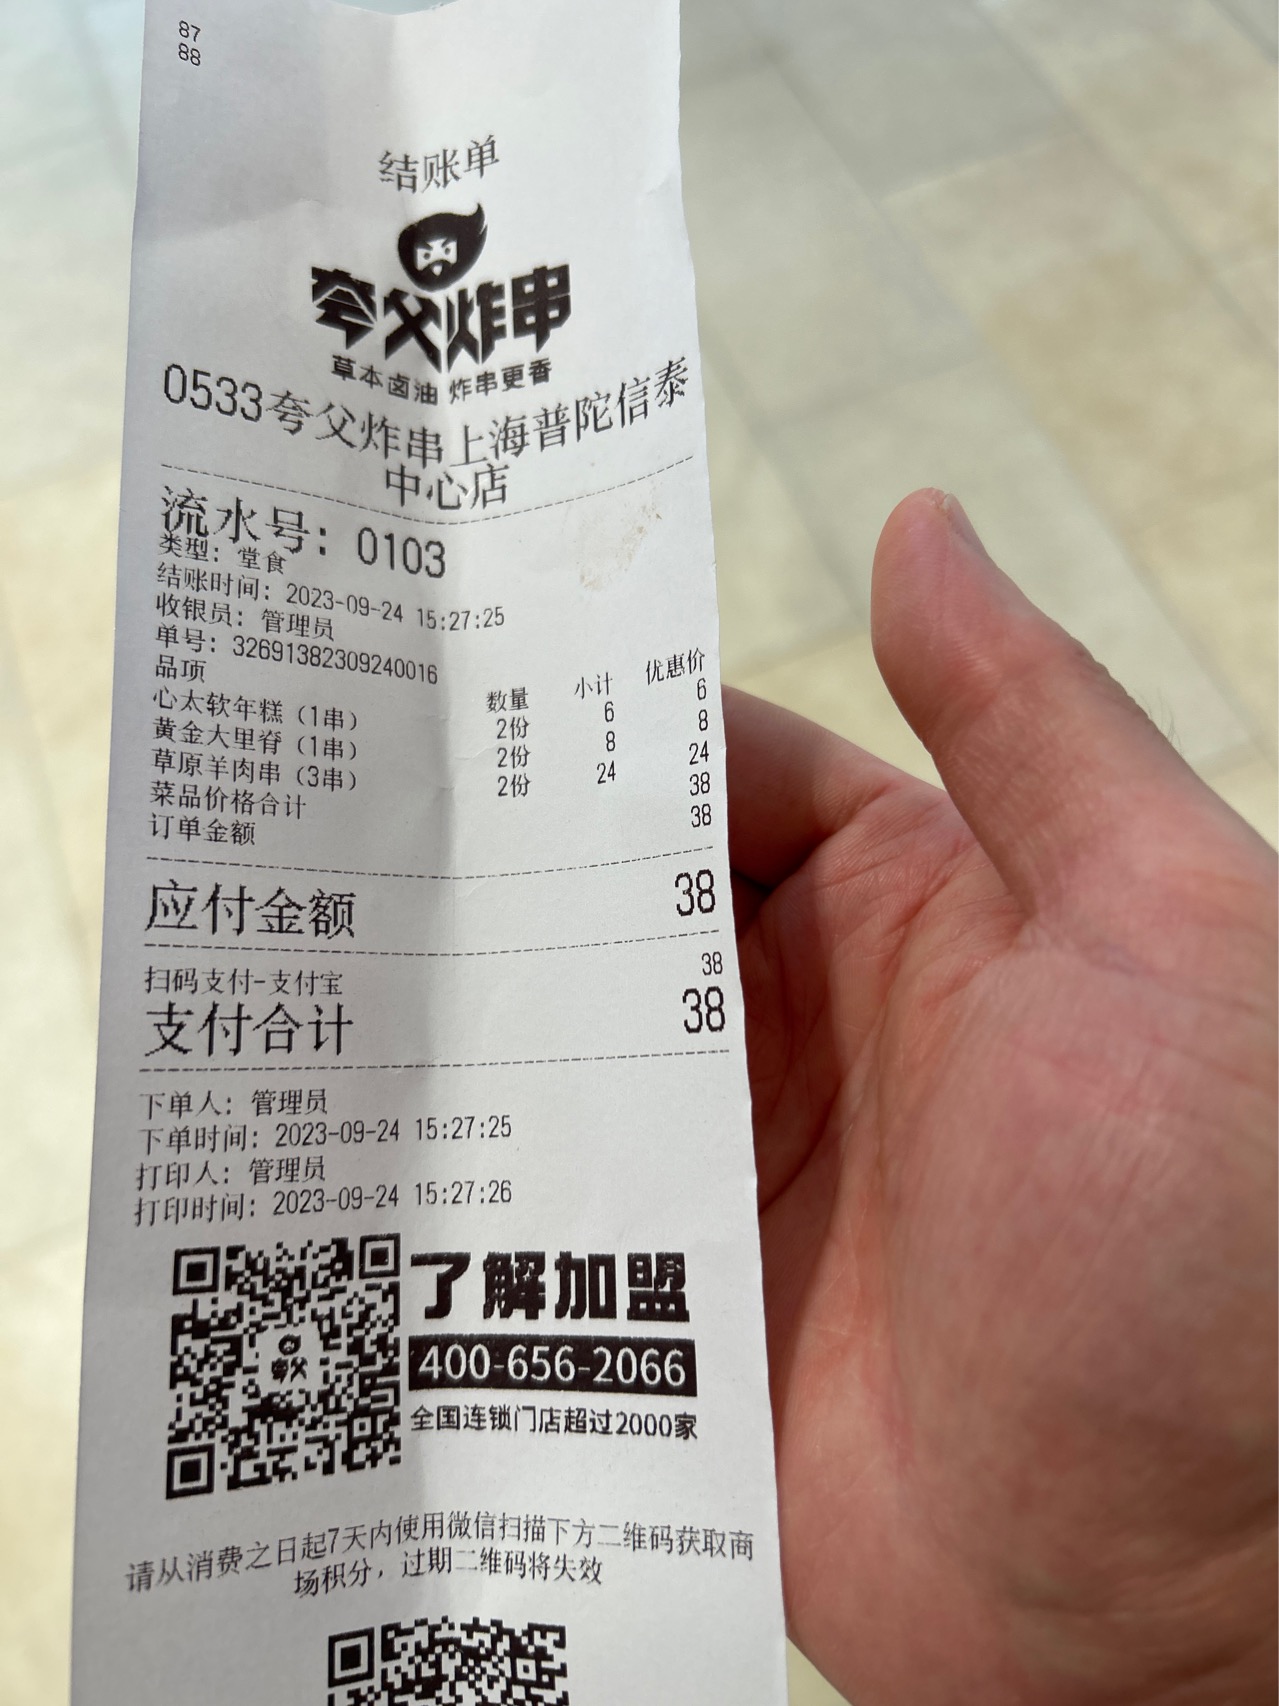 87
88
结账单
夸父炸串
草本卤油 炸串更香
0533夸父炸串上海普陀信泰
中心店
流水号: 0103
类型: 堂食
结账时间: 2023-09-24 15:27:25
收银员: 管理员
单号: 32691382309240016
品项 数量 小计 优惠价
心太软年糕（1串） 2份 6 6
黄金大里脊（1串） 2份 8 8
草原羊肉串（3串） 2份 24 24
菜品价格合计 38
订单金额 38
应付金额 38
扫码支付-支付宝 38
支付合计 38
下单人: 管理员
下单时间: 2023-09-24 15:27:25
打印人: 管理员
打印时间: 2023-09-24 15:27:26
夸父
了解加盟
400-656-2066
全国连锁门店超过2000家
请从消费之日起7天内使用微信扫描下方二维码获取商
场积分，过期二维码将失效